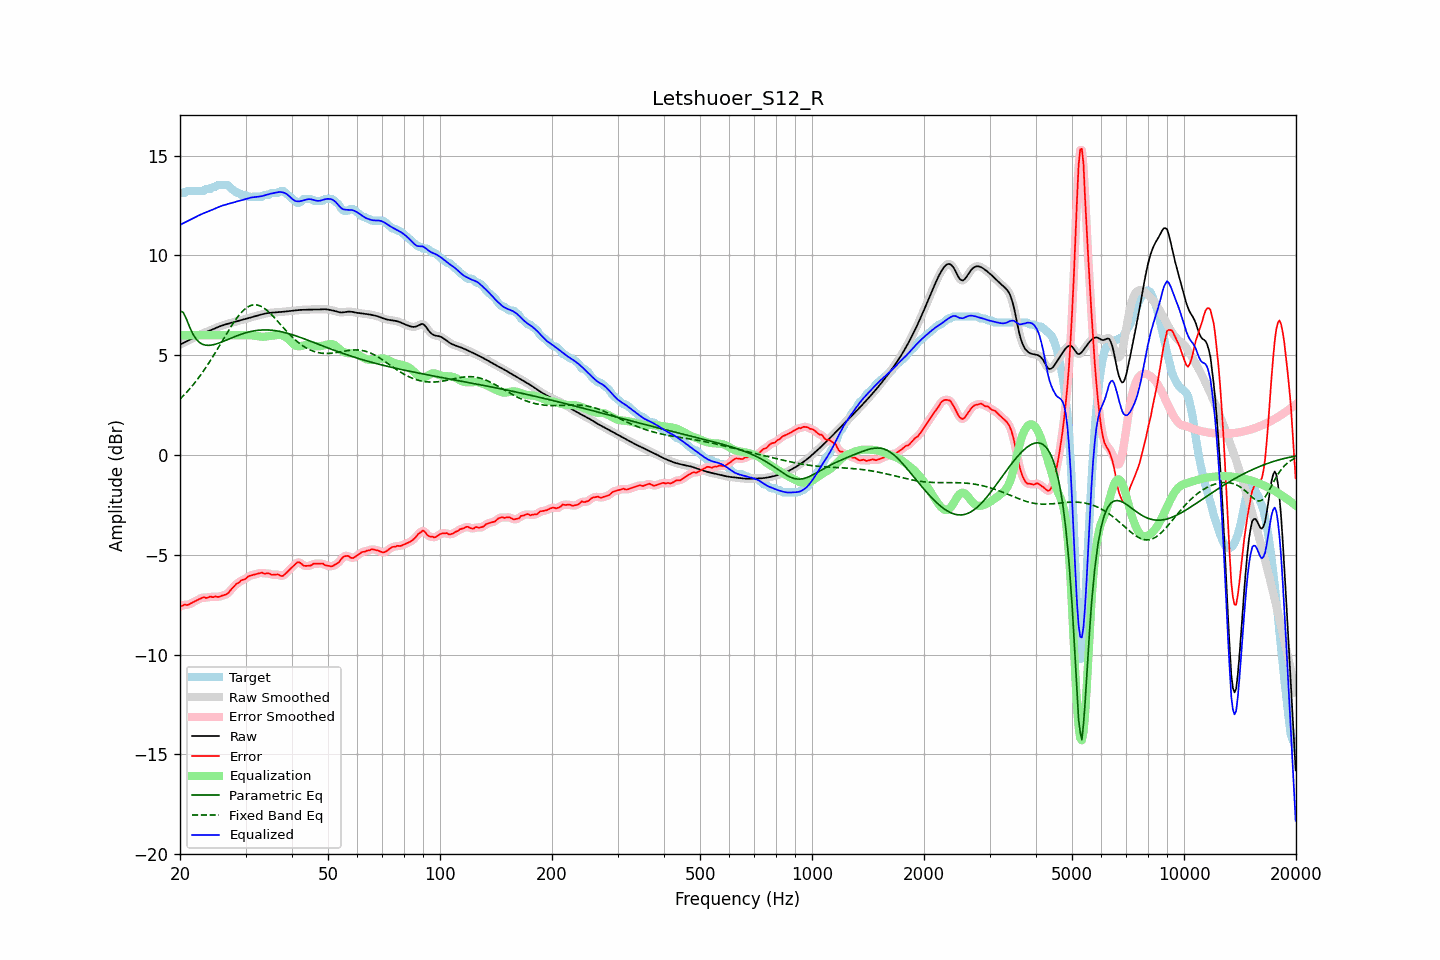 Letshuoer_S12_R
15
10
5
0
−5
−10
−15
−20
Amplitude (dBr)
Target
Raw Smoothed
Error Smoothed
Raw
Error
Equalization
Parametric Eq
Fixed Band Eq
Equalized
20 50 100 200 500 1000 2000 5000 10000 20000
Frequency (Hz)